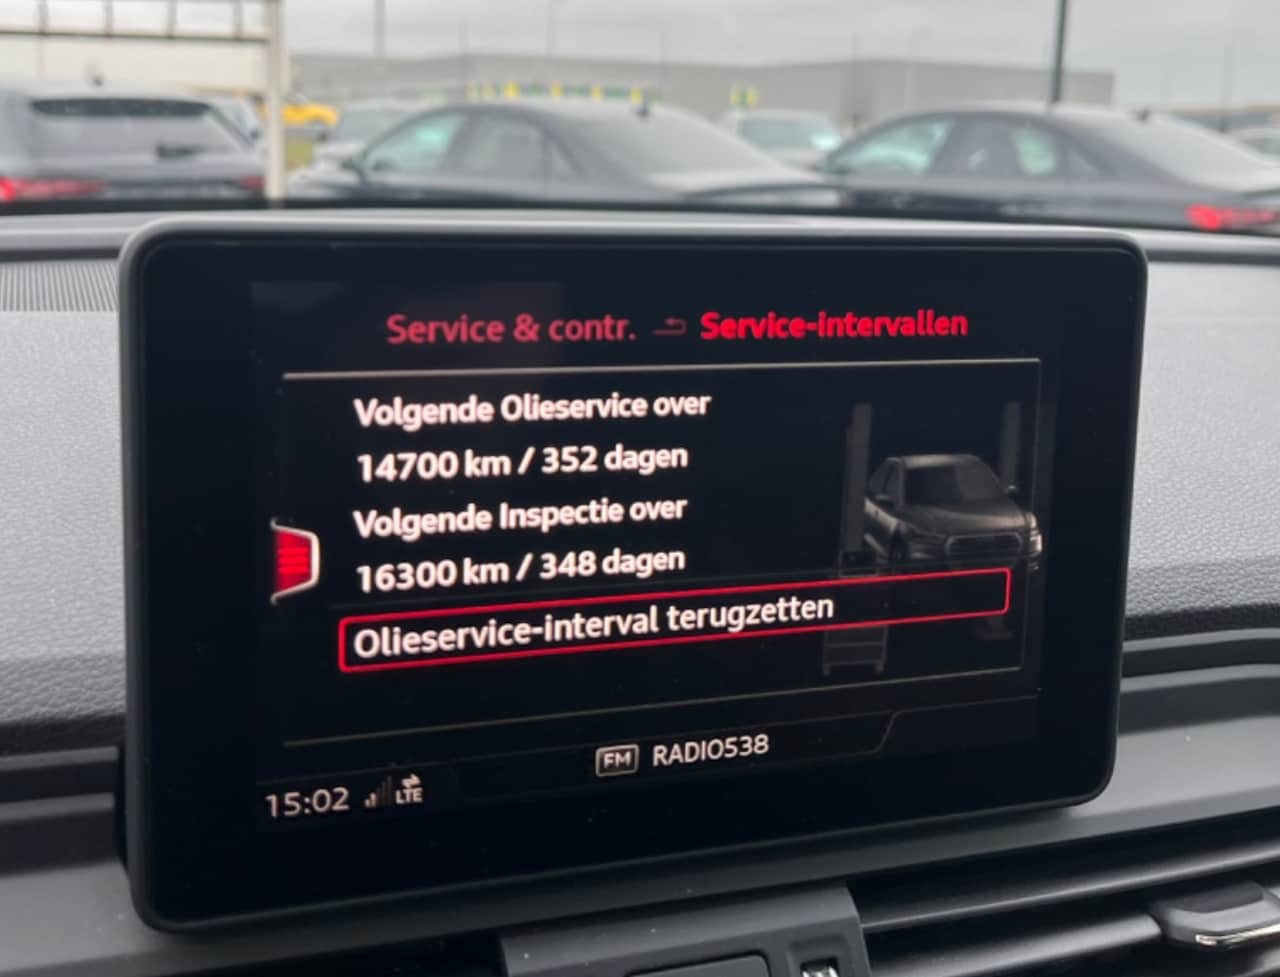 Service & contr. Service-intervallen
Volgende Olieservice over
14700 km / 352 dagen
Volgende Inspectie over
16300 km / 348 dagen
Olieservice-interval terugzetten
FM RADIO538
15:02 LTE